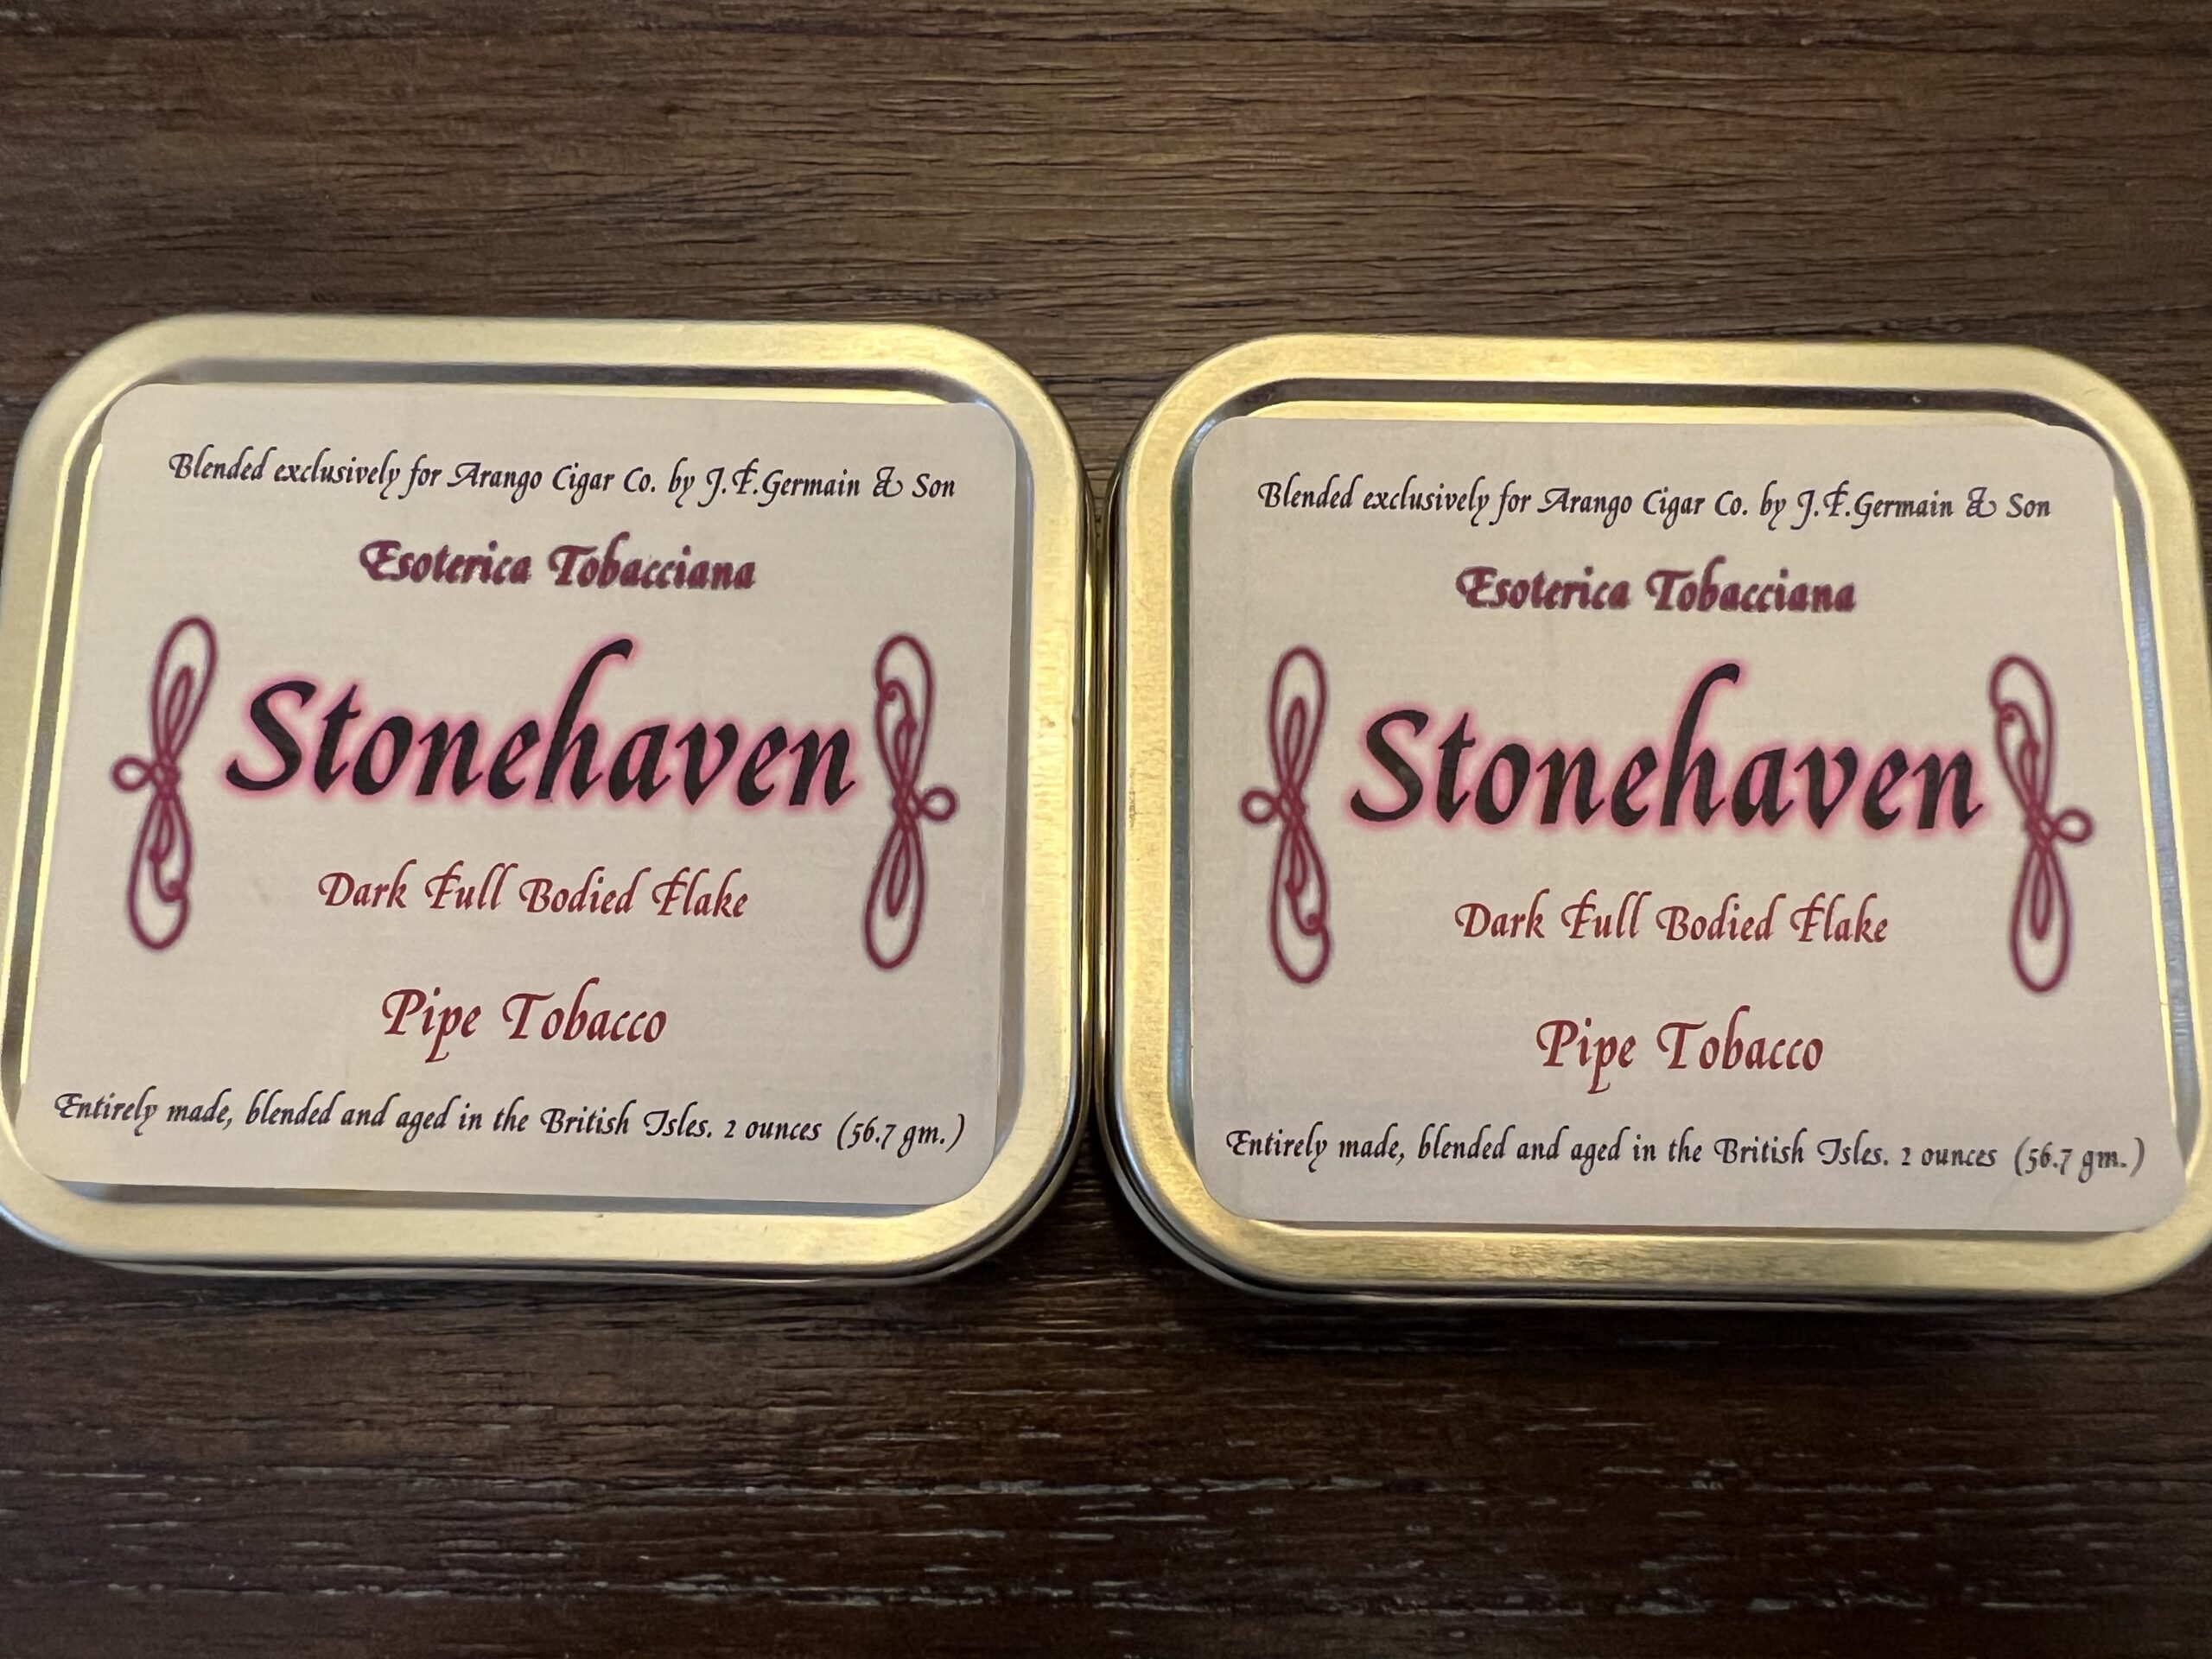 Blended exclusively for Arango Cigar Co. by J.F.Germain & Son
Esoterica Tobacciana
Stonehaven
Dark Full Bodied Flake
Pipe Tobacco
Entirely made, blended and aged in the British Isles. 2 ounces (56.7 gm.)
Blended exclusively for Arango Cigar Co. by J.F.Germain & Son
Esoterica Tobacciana
Stonehaven
Dark Full Bodied Flake
Pipe Tobacco
Entirely made, blended and aged in the British Isles. 2 ounces (56.7 gm.)